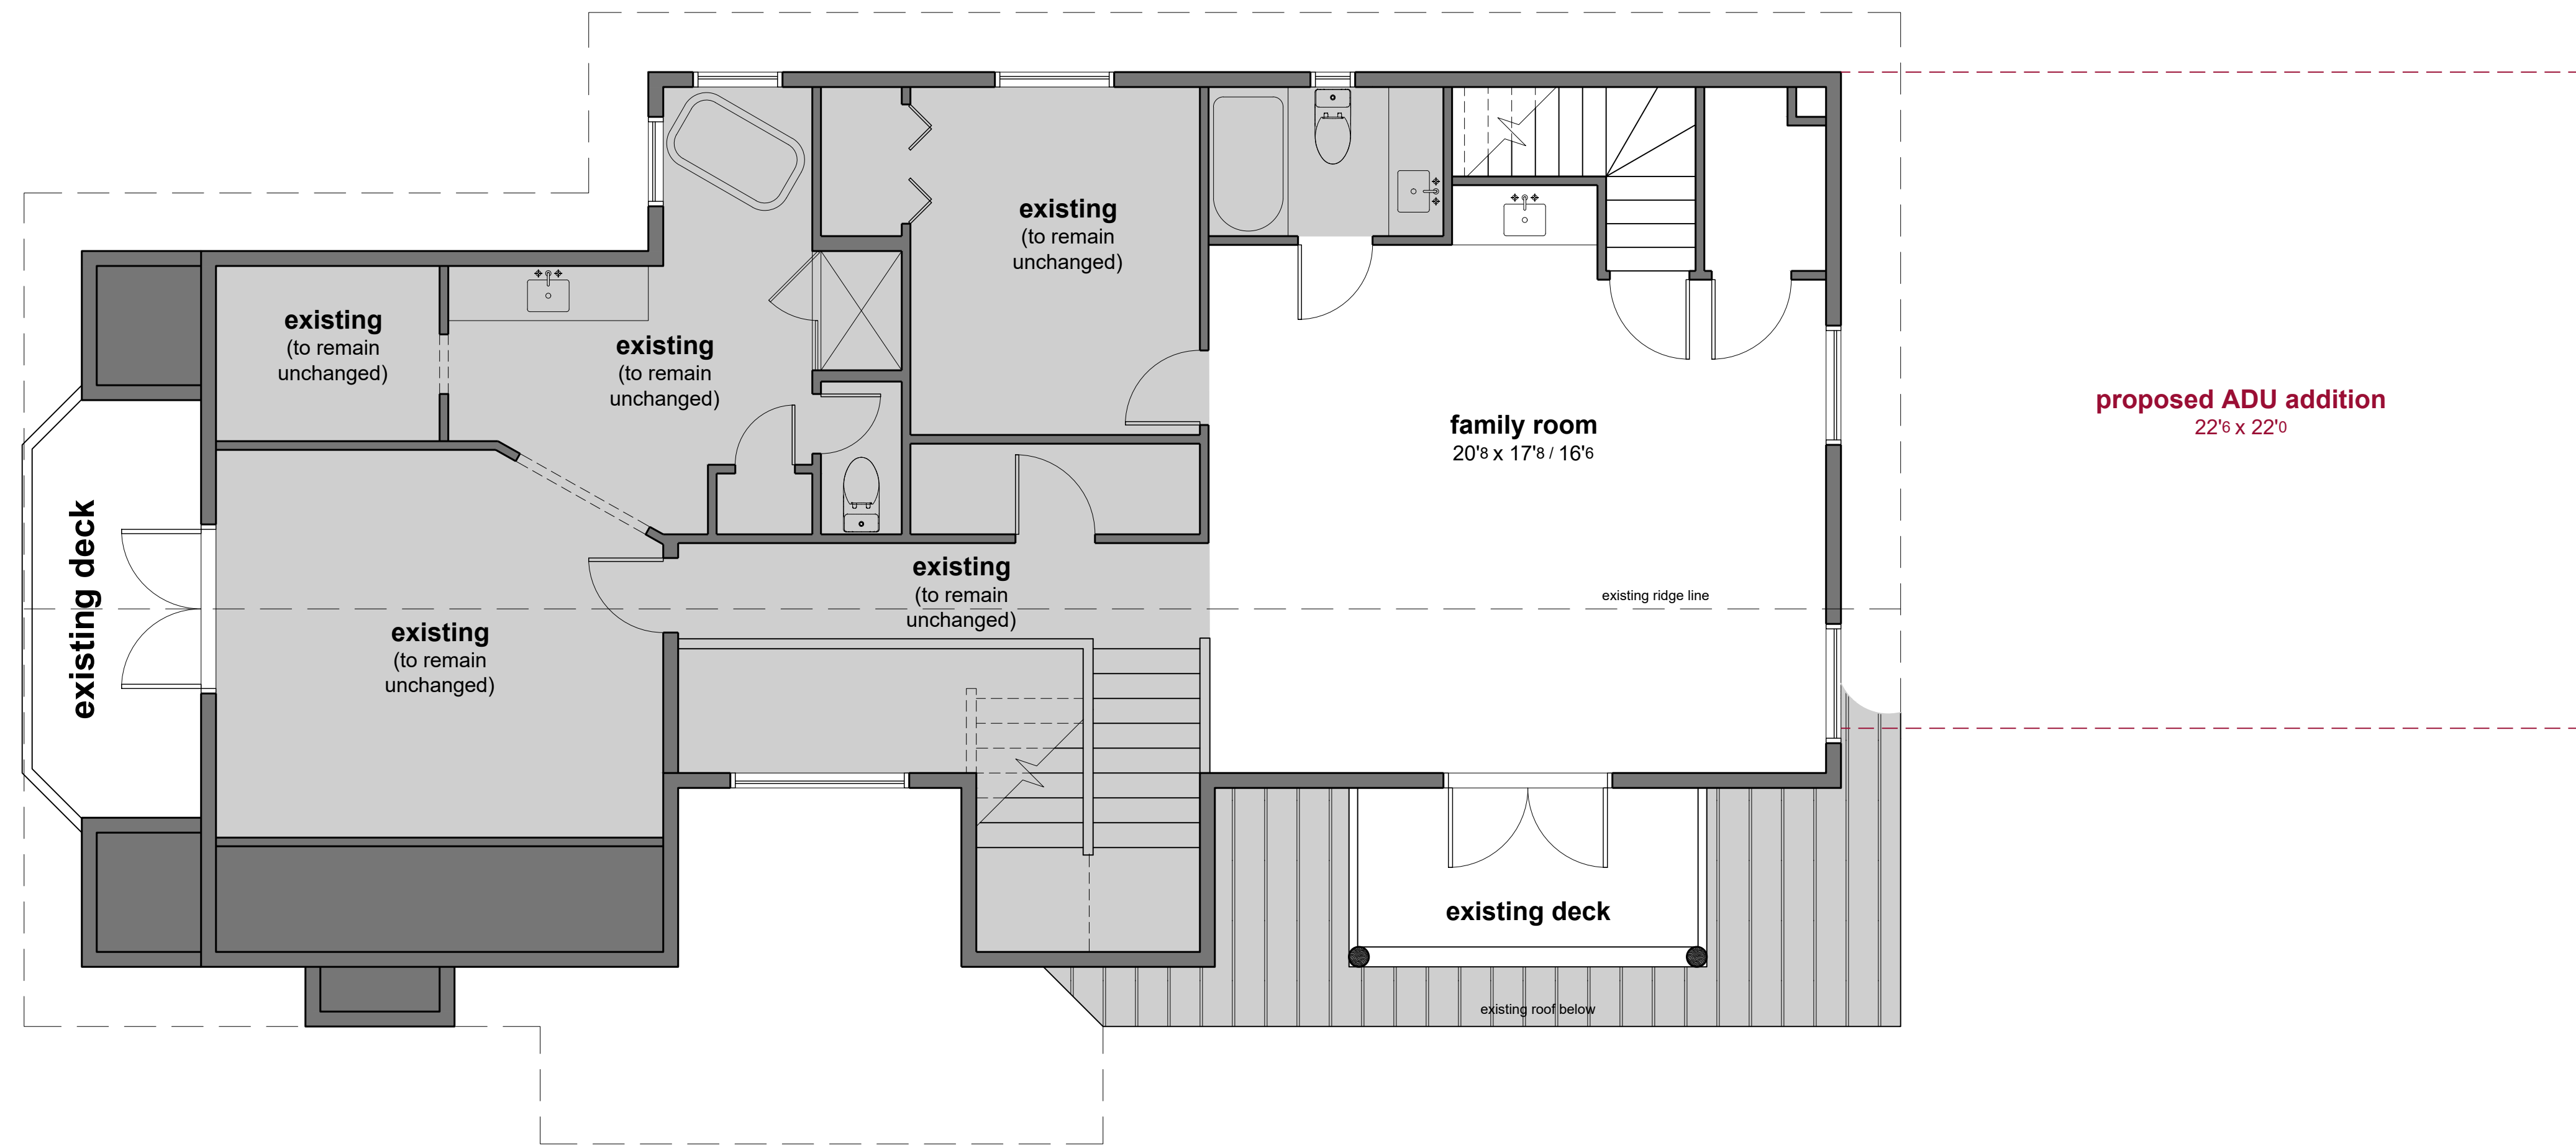 existing
(to remain
unchanged)
existing
(to remain
unchanged)
existing
(to remain
unchanged)
proposed ADU addition
22'6 x 22'0
family room
20'8 x 17'8 / 16'6
existing deck
existing
(to remain
unchanged)
existing ridge line
existing
(to remain
unchanged)
existing deck
existing roof below